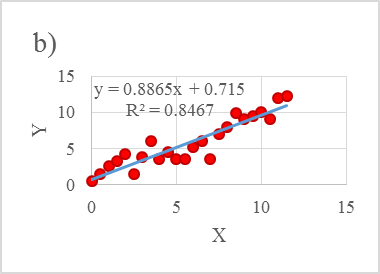 b)
15
y = 0.8865x + 0.715
R² = 0.8467
10
Y
5
0
0 5 10 15
X